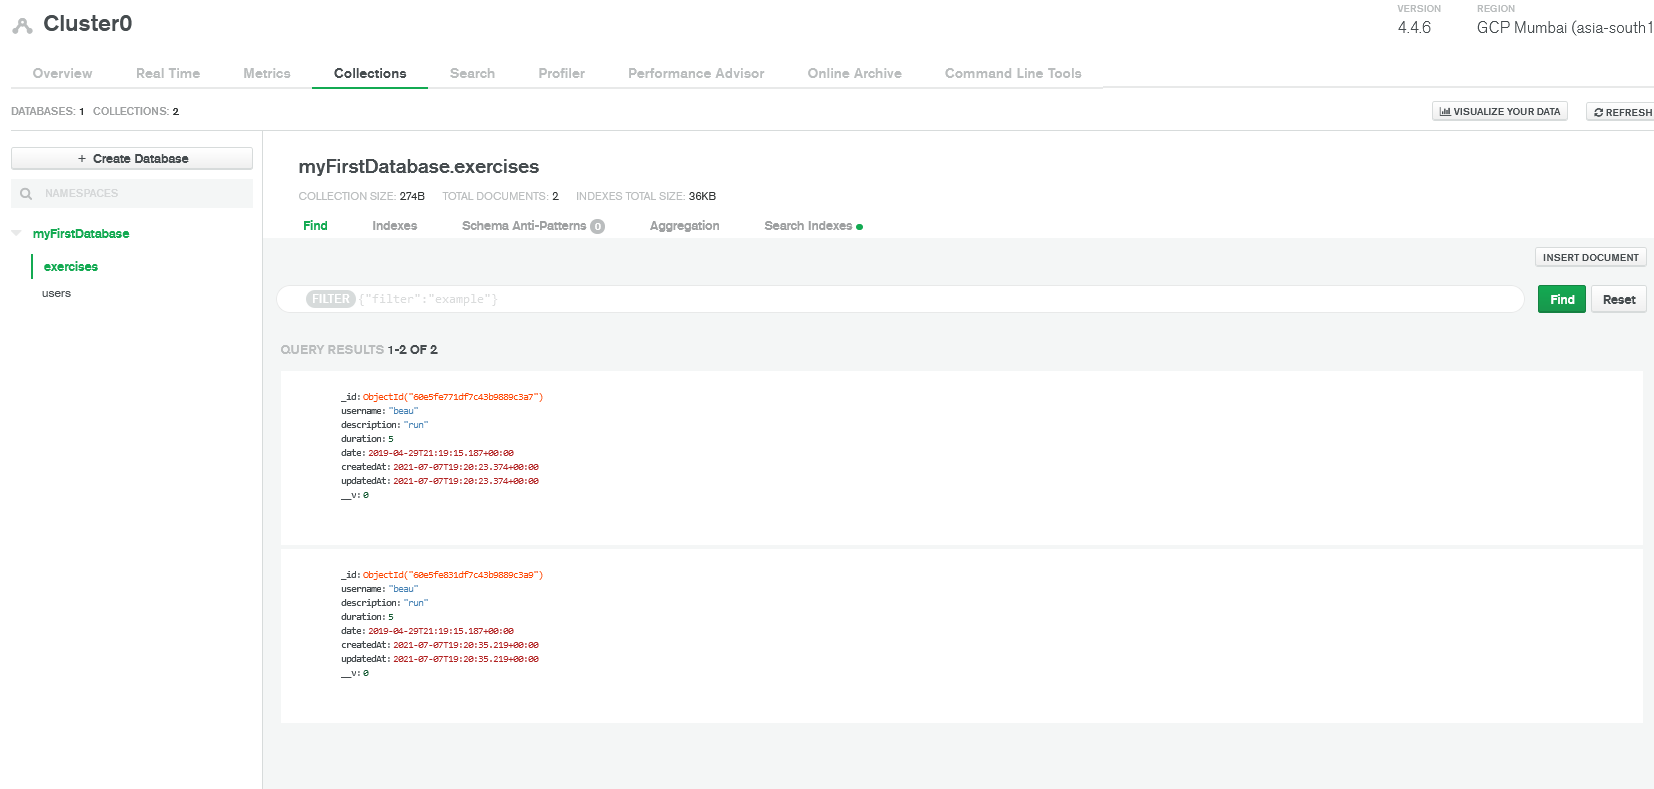 Cluster0
VERSION
REGION
4.4.6
GCP Mumbai (asia-south1
Overview Real Time Metrics Collections Search Profiler Performance Advisor Online Archive Command Line Tools
DATABASES: 1 COLLECTIONS: 2
VISUALIZE YOUR DATA
REFRESH
+ Create Database
NAMESPACES
myFirstDatabase
exercises
users
myFirstDatabase.exercises
COLLECTION SIZE: 274B TOTAL DOCUMENTS: 2 INDEXES TOTAL SIZE: 36KB
Find Indexes Schema Anti-Patterns 0 Aggregation Search Indexes
INSERT DOCUMENT
FILTER {"filter":"example"}
Find
Reset
QUERY RESULTS 1-2 OF 2
_id: ObjectId("60e5fe771df7c43b9889c3a7")
username: "beau"
description: "run"
duration: 5
date: 2019-04-29T21:19:15.187+00:00
createdAt: 2021-07-07T19:20:23.374+00:00
updatedAt: 2021-07-07T19:20:23.374+00:00
__v: 0
_id: ObjectId("60e5fe831df7c43b9889c3a9")
username: "beau"
description: "run"
duration: 5
date: 2019-04-29T21:19:15.187+00:00
createdAt: 2021-07-07T19:20:35.219+00:00
updatedAt: 2021-07-07T19:20:35.219+00:00
__v: 0